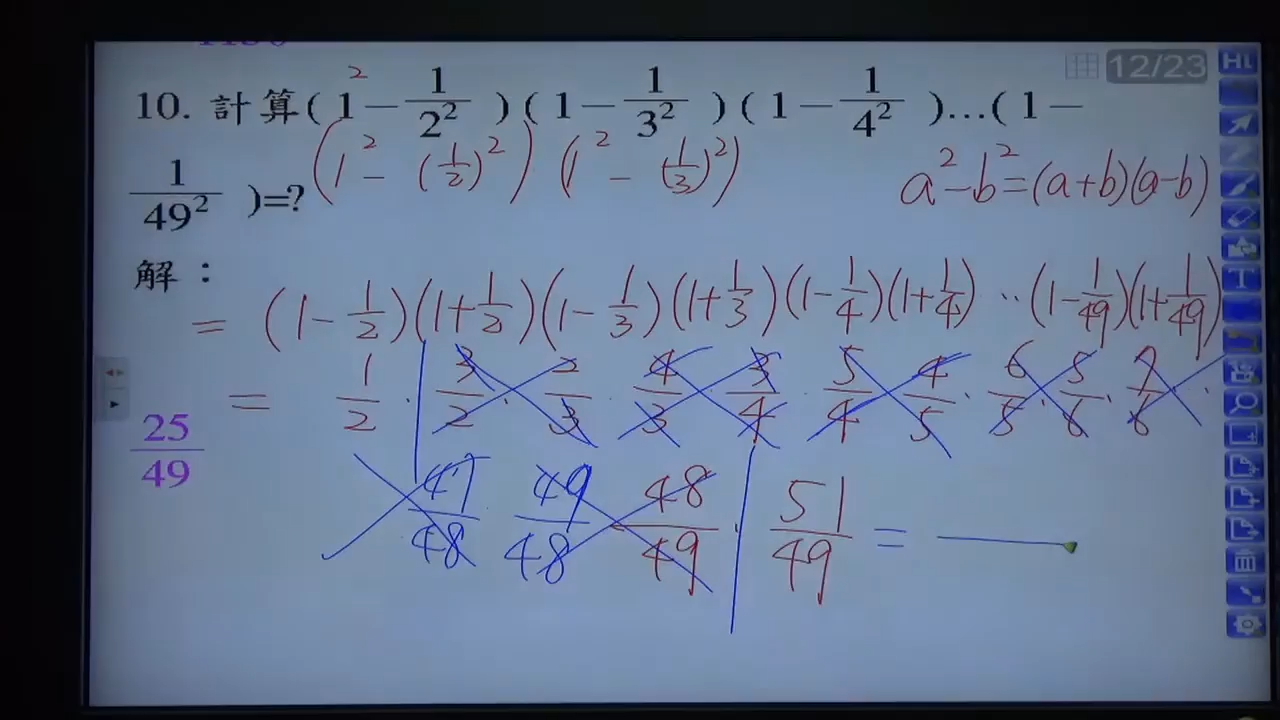 12/23
10. 計算(1²−1/2²)(1−1/3²)(1−1/4²)...(1−
1/49²)=?
(1²−(1/2)²)(1²−(1/3)²) a²−b²=(a+b)(a−b)
解：
=(1−1/2)(1+1/2)(1−1/3)(1+1/3)(1−1/4)(1+1/4)··(1−1/49)(1+1/49)
=1/2·3/2·2/3·4/3·3/4·5/4·4/5·6/5·5/6·7/6·
25/49
47/48 49/48 48/49·51/49=